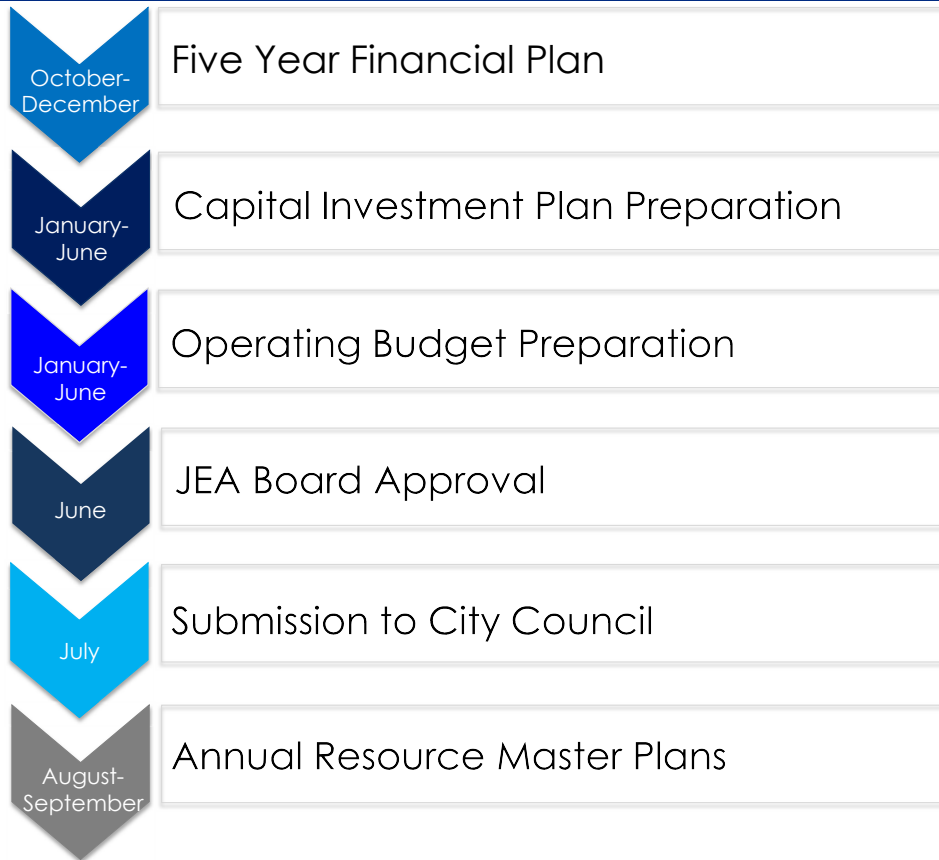 Five Year Financial Plan
October-
December
Capital Investment Plan Preparation
January-
June
Operating Budget Preparation
January-
June
JEA Board Approval
June
Submission to City Council
July
Annual Resource Master Plans
August-
September